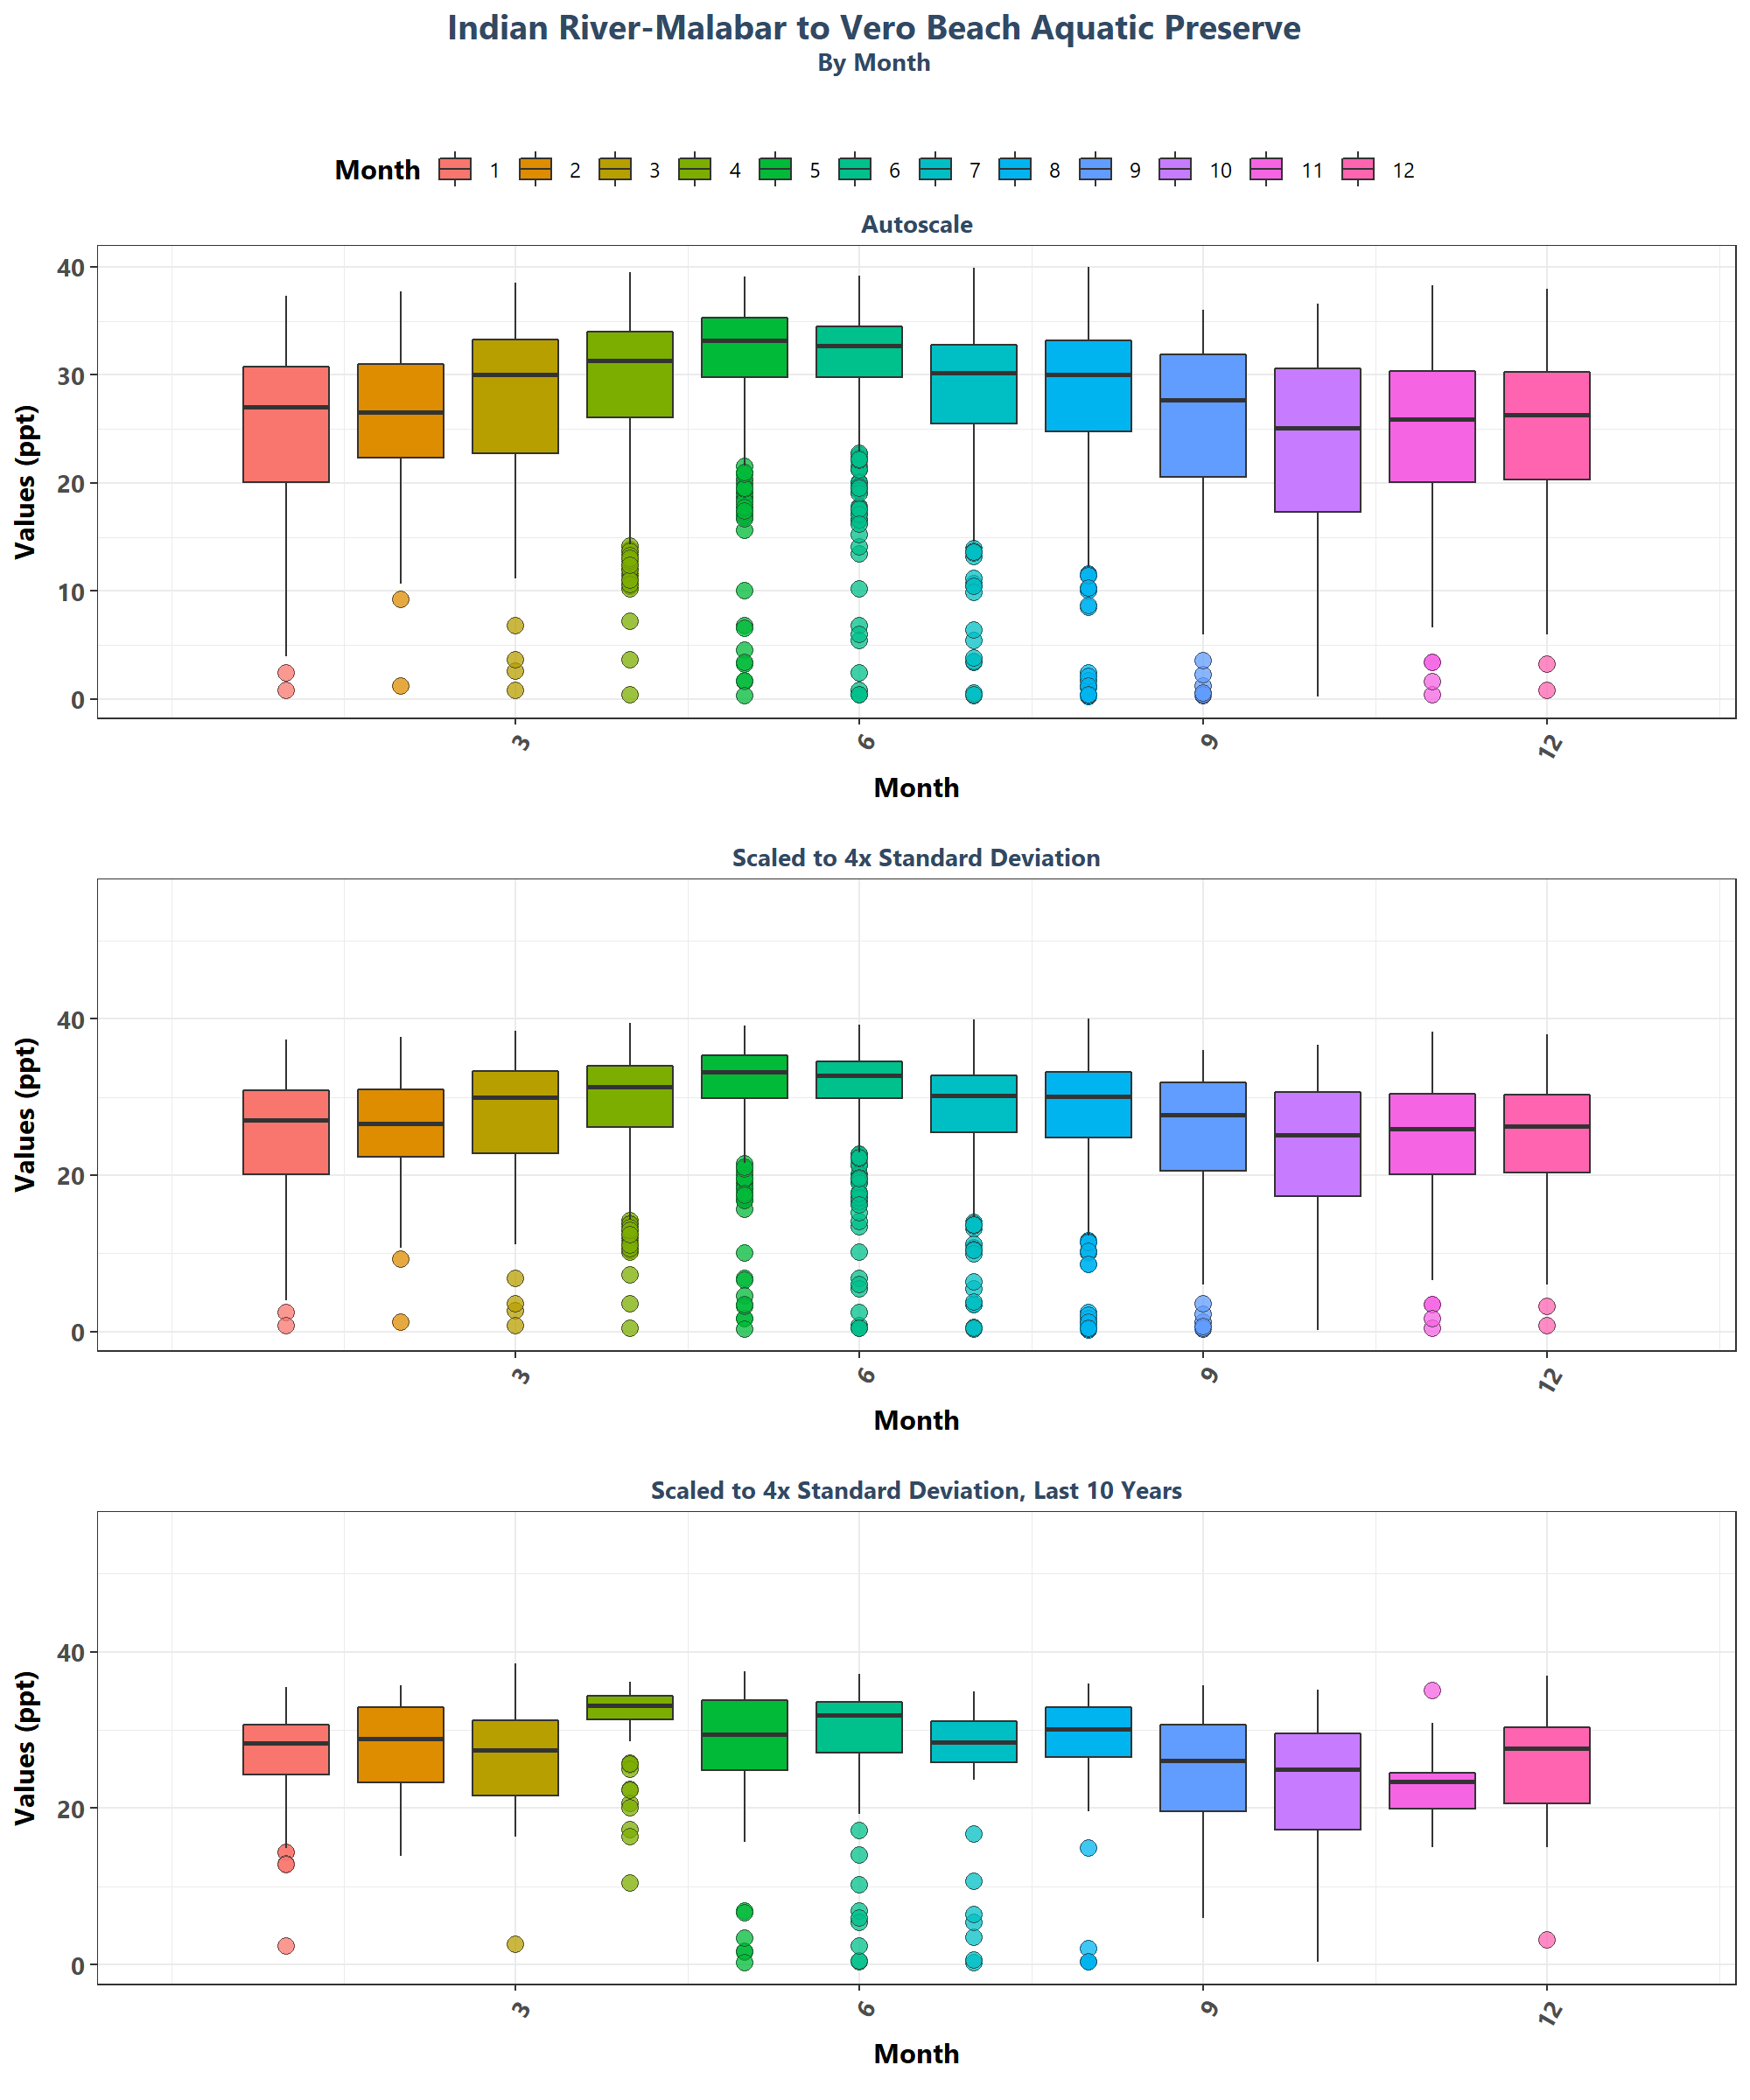 Indian River-Malabar to Vero Beach Aquatic Preserve
By Month
Month 1 2 3 4 5 6 7 8 9 10 11 12
Autoscale
Values (ppt)
40
30
20
10
0
3 6 9 12
Month
Scaled to 4x Standard Deviation
Values (ppt)
40
20
0
3 6 9 12
Month
Scaled to 4x Standard Deviation, Last 10 Years
Values (ppt)
40
20
0
3 6 9 12
Month